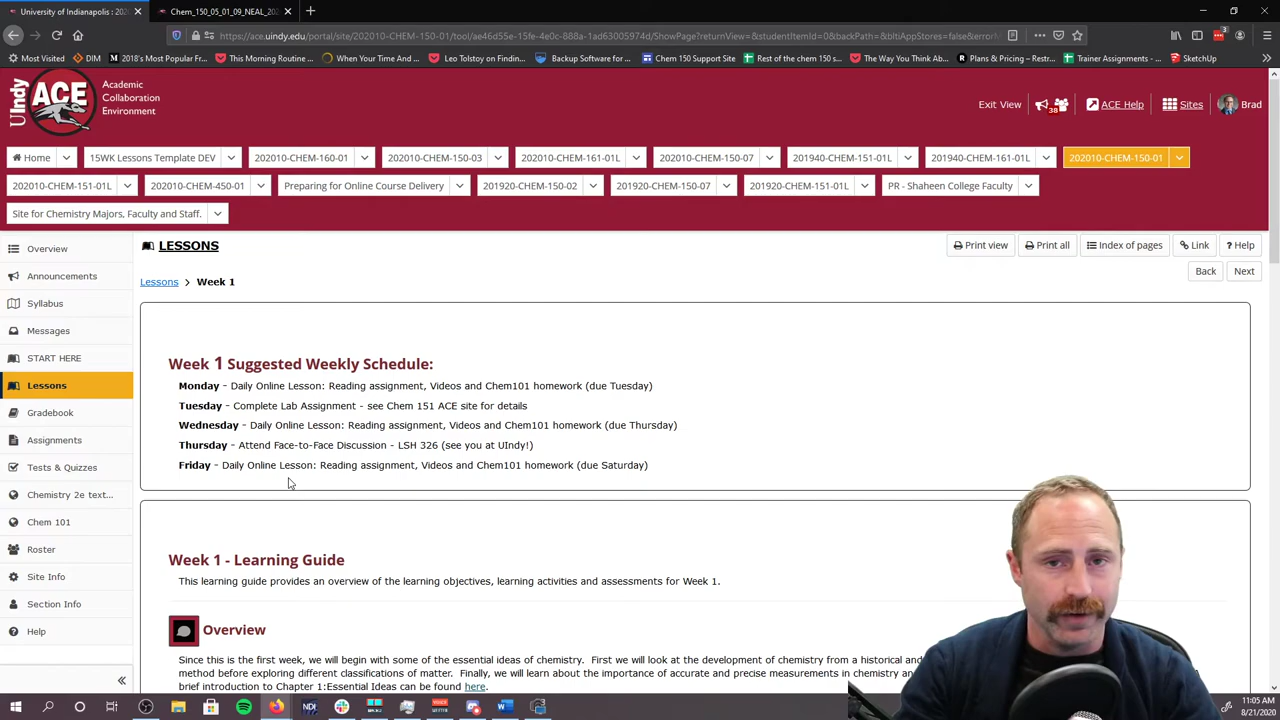 University of Indianapolis : 2020
Chem_150_05_01_09_NEAL_202
https://ace.uindy.edu/portal/site/202010-CHEM-150-01/tool/ae46d55e-15fe-4e0c-888a-1ad63005974d/ShowPage?returnView=&studentItemId=0&backPath=&bltiAppStores=false&errorM
Most Visited
DIM
2018's Most Popular F...
This Morning Routine ...
When Your Time And ...
Leo Tolstoy on Finding...
Backup Software for ...
Chem 150 Support Site
Rest of the chem 150 s...
The Way You Think Ab...
Plans & Pricing – Restr...
Trainer Assignments - ...
SketchUp
UIndy ACE
Academic
Collaboration
Environment
Exit View
38
ACE Help
Sites
Brad
Home
15WK Lessons Template DEV
202010-CHEM-160-01
202010-CHEM-150-03
202010-CHEM-161-01L
202010-CHEM-150-07
201940-CHEM-151-01L
201940-CHEM-161-01L
202010-CHEM-150-01
202010-CHEM-151-01L
202010-CHEM-450-01
Preparing for Online Course Delivery
201920-CHEM-150-02
201920-CHEM-150-07
201920-CHEM-151-01L
PR - Shaheen College Faculty
Site for Chemistry Majors, Faculty and Staff.
Overview
Announcements
Syllabus
Messages
START HERE
Lessons
Gradebook
Assignments
Tests & Quizzes
Chemistry 2e text...
Chem 101
Roster
Site Info
Section Info
Help
LESSONS
Print view
Print all
Index of pages
Link
Help
Back
Next
Lessons > Week 1
Week 1 Suggested Weekly Schedule:
Monday – Daily Online Lesson: Reading assignment, Videos and Chem101 homework (due Tuesday)
Tuesday – Complete Lab Assignment - see Chem 151 ACE site for details
Wednesday – Daily Online Lesson: Reading assignment, Videos and Chem101 homework (due Thursday)
Thursday – Attend Face-to-Face Discussion - LSH 326 (see you at UIndy!)
Friday – Daily Online Lesson: Reading assignment, Videos and Chem101 homework (due Saturday)
Week 1 - Learning Guide
This learning guide provides an overview of the learning objectives, learning activities and assessments for Week 1.
Overview
Since this is the first week, we will begin with some of the essential ideas of chemistry. First we will look at the development of chemistry from a historical and
method before exploring different classifications of matter. Finally, we will learn about the importance of accurate and precise measurements in chemistry and
brief introduction to Chapter 1:Essential Ideas can be found here.
11:05 AM
8/21/2020